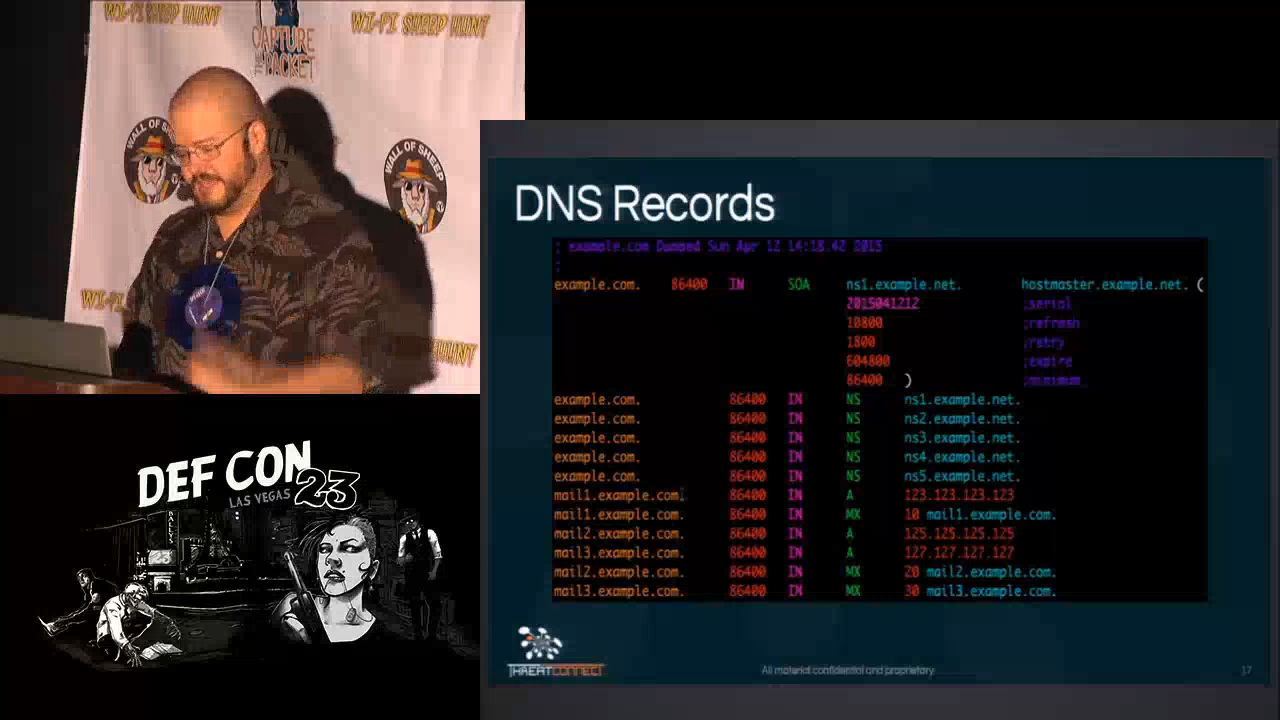 WI-FI SHEEP HUNT
CAPTURE
THE PACKET
WI-FI SHEEP HUNT
WALL OF SHEEP
WALL OF SHEEP
WI-FI
HUNT
DEF CON
LAS VEGAS 23
BALLYS
DNS Records
; example.com Dumped Sun Apr 12 14:18:42 2015
;
example.com. 86400 IN SOA ns1.example.net. hostmaster.example.net. (
2015041212 ;serial
10800 ;refresh
1800 ;retry
604800 ;expire
86400 ) ;minimum
example.com. 86400 IN NS ns1.example.net.
example.com. 86400 IN NS ns2.example.net.
example.com. 86400 IN NS ns3.example.net.
example.com. 86400 IN NS ns4.example.net.
example.com. 86400 IN NS ns5.example.net.
mail1.example.com. 86400 IN A 123.123.123.123
mail1.example.com. 86400 IN MX 10 mail1.example.com.
mail2.example.com. 86400 IN A 125.125.125.125
mail3.example.com. 86400 IN A 127.127.127.127
mail2.example.com. 86400 IN MX 20 mail2.example.com.
mail3.example.com. 86400 IN MX 30 mail3.example.com.
THREATCONNECT
All material confidential and proprietary
17